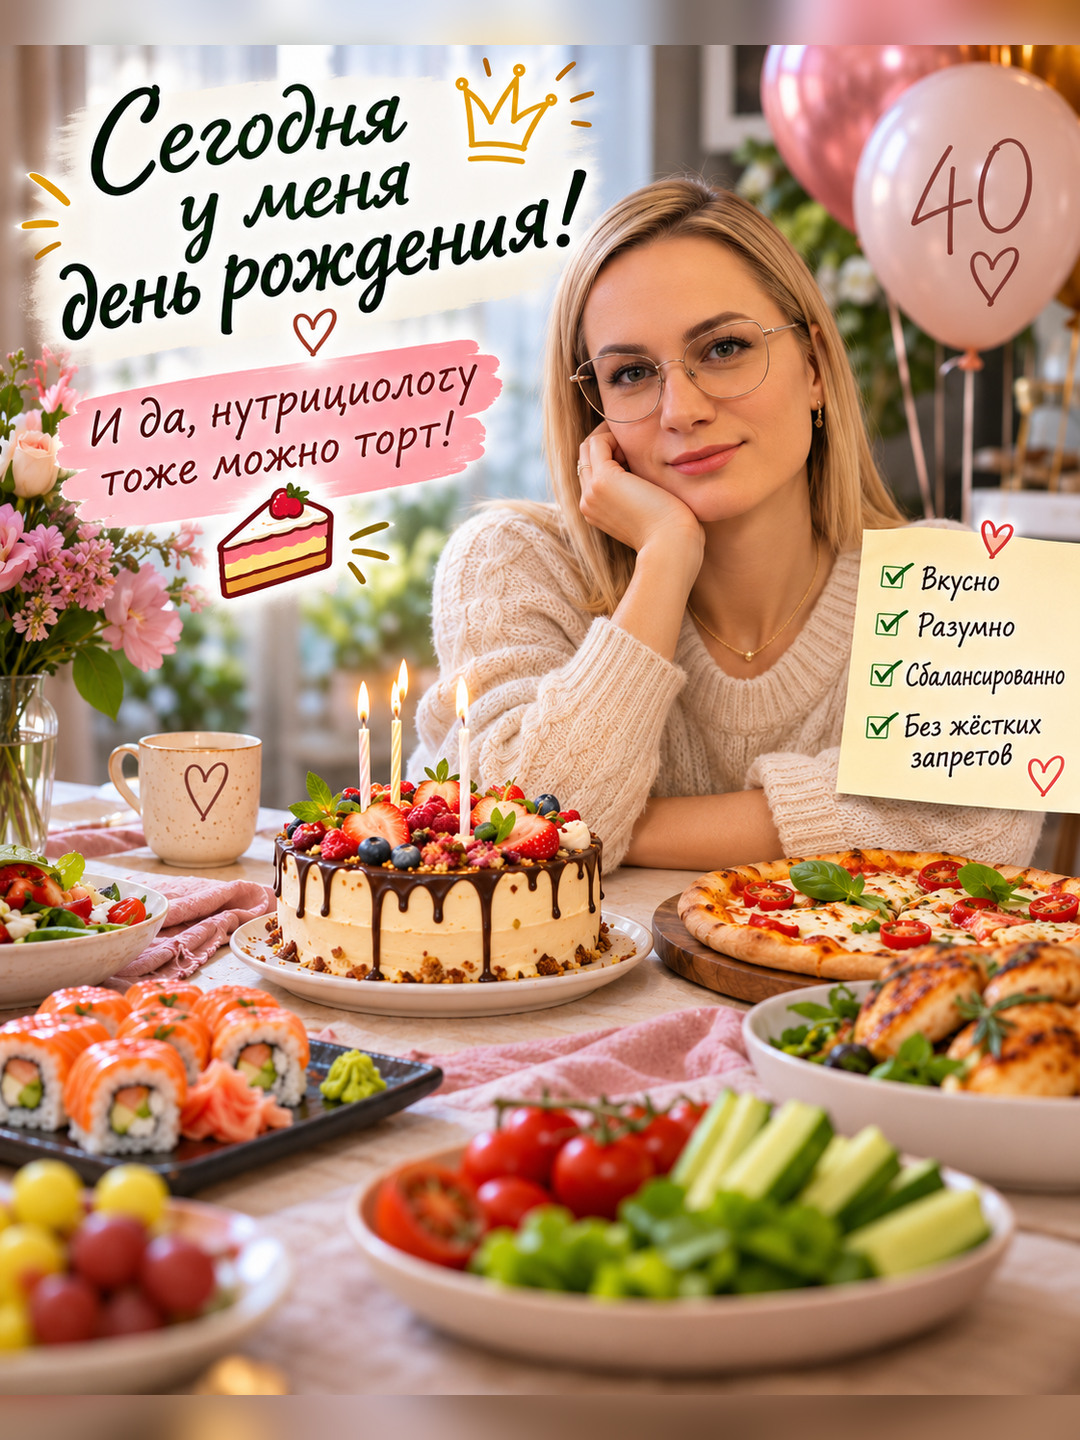 Сегодня
у меня
день рождения!
И да, нутрициологу
тоже можно торт!
40
Вкусно
Разумно
Сбалансированно
Без жёстких
запретов